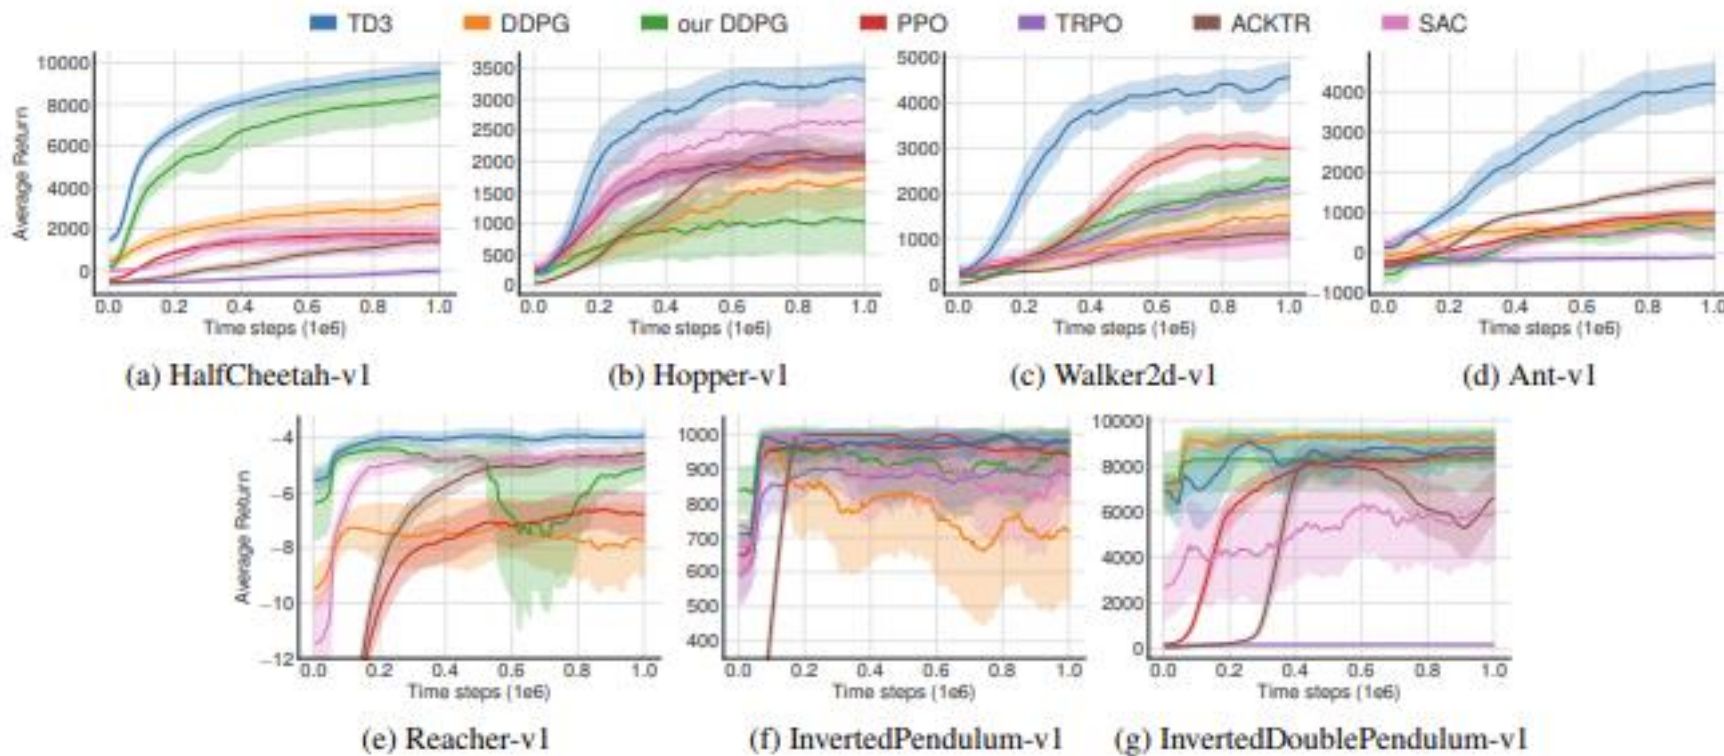 TD3 DDPG our DDPG PPO TRPO ACKTR SAC
Average Return
10000
8000
6000
4000
2000
0
0.0 0.2 0.4 0.6 0.8 1.0
Time steps (1e6)
(a) HalfCheetah-v1
3500
3000
2500
2000
1500
1000
500
0
0.0 0.2 0.4 0.6 0.8 1.0
Time steps (1e6)
(b) Hopper-v1
5000
4000
3000
2000
1000
0
0.0 0.2 0.4 0.6 0.8 1.0
Time steps (1e6)
(c) Walker2d-v1
4000
3000
2000
1000
0
−1000
0.0 0.2 0.4 0.6 0.8 1.0
Time steps (1e6)
(d) Ant-v1
Average Return
−4
−6
−8
−10
−12
0.0 0.2 0.4 0.6 0.8 1.0
Time steps (1e6)
(e) Reacher-v1
1000
900
800
700
600
500
400
0.0 0.2 0.4 0.6 0.8 1.0
Time steps (1e6)
(f) InvertedPendulum-v1
10000
8000
6000
4000
2000
0
0.0 0.2 0.4 0.6 0.8 1.0
Time steps (1e6)
(g) InvertedDoublePendulum-v1